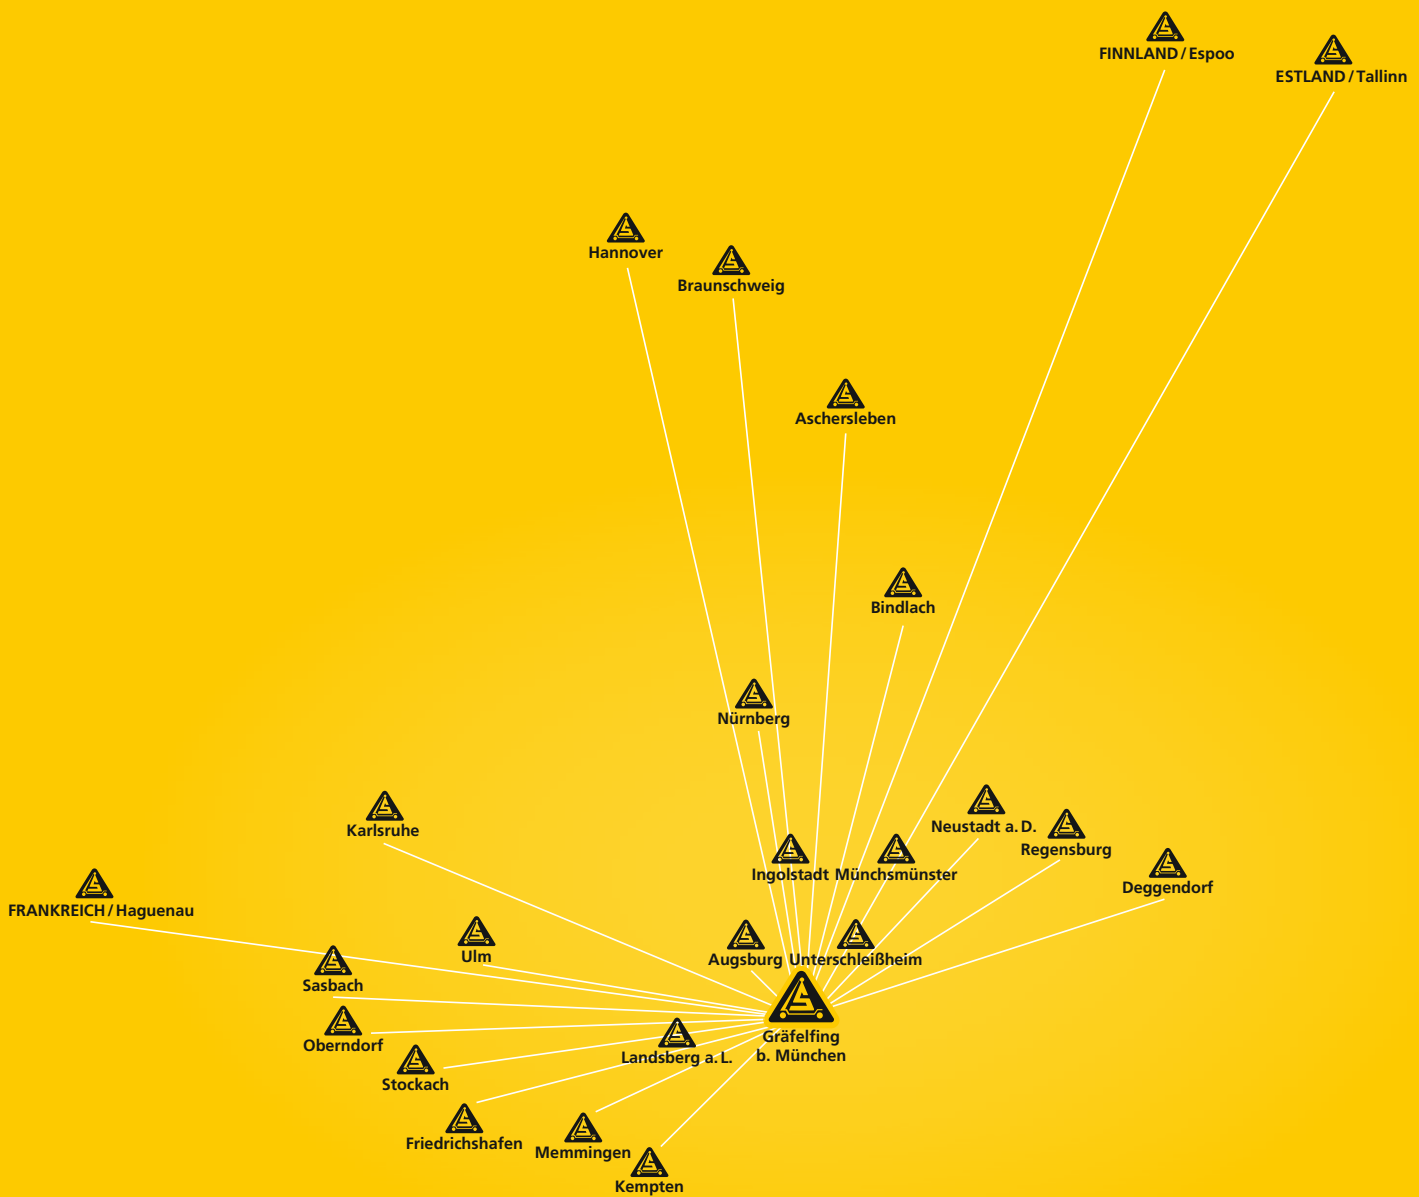 FINNLAND / Espoo
ESTLAND / Tallinn
Hannover
Braunschweig
Aschersleben
Bindlach
Nürnberg
Karlsruhe
Neustadt a. D.
Regensburg
Ingolstadt
Münchsmünster
Deggendorf
FRANKREICH / Haguenau
Ulm
Augsburg
Unterschleißheim
Sasbach
Gräfelfing
b. München
Oberndorf
Landsberg a. L.
Stockach
Friedrichshafen
Memmingen
Kempten